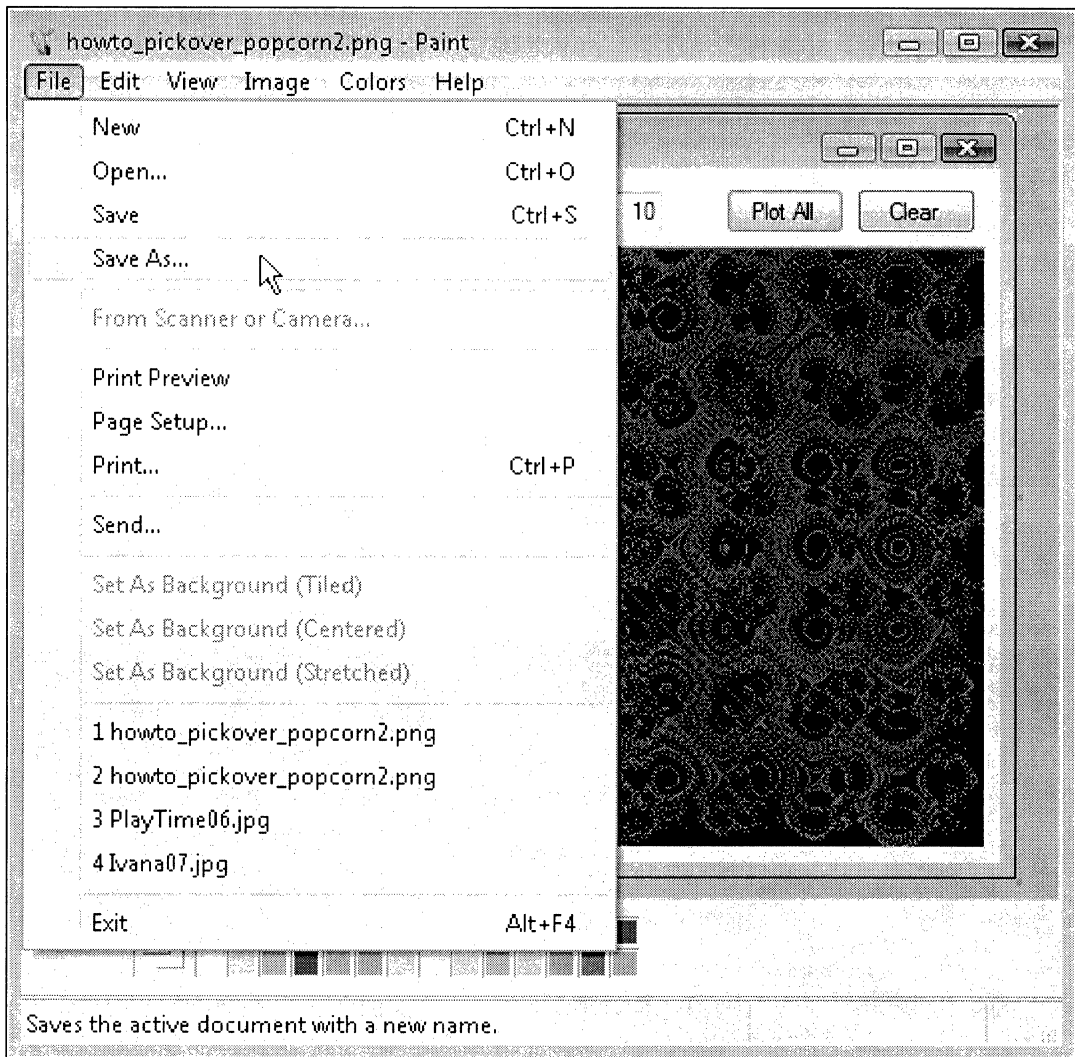 howto_pickover_popcorn2.png - Paint
File Edit View Image Colors Help
New Ctrl+N
Open... Ctrl+O
Save Ctrl+S
10 Plot All Clear
Save As...
From Scanner or Camera...
Print Preview
Page Setup...
Print... Ctrl+P
Send...
Set As Background (Tiled)
Set As Background (Centered)
Set As Background (Stretched)
1 howto_pickover_popcorn2.png
2 howto_pickover_popcorn2.png
3 PlayTime06.jpg
4 Ivana07.jpg
Exit Alt+F4
Saves the active document with a new name.